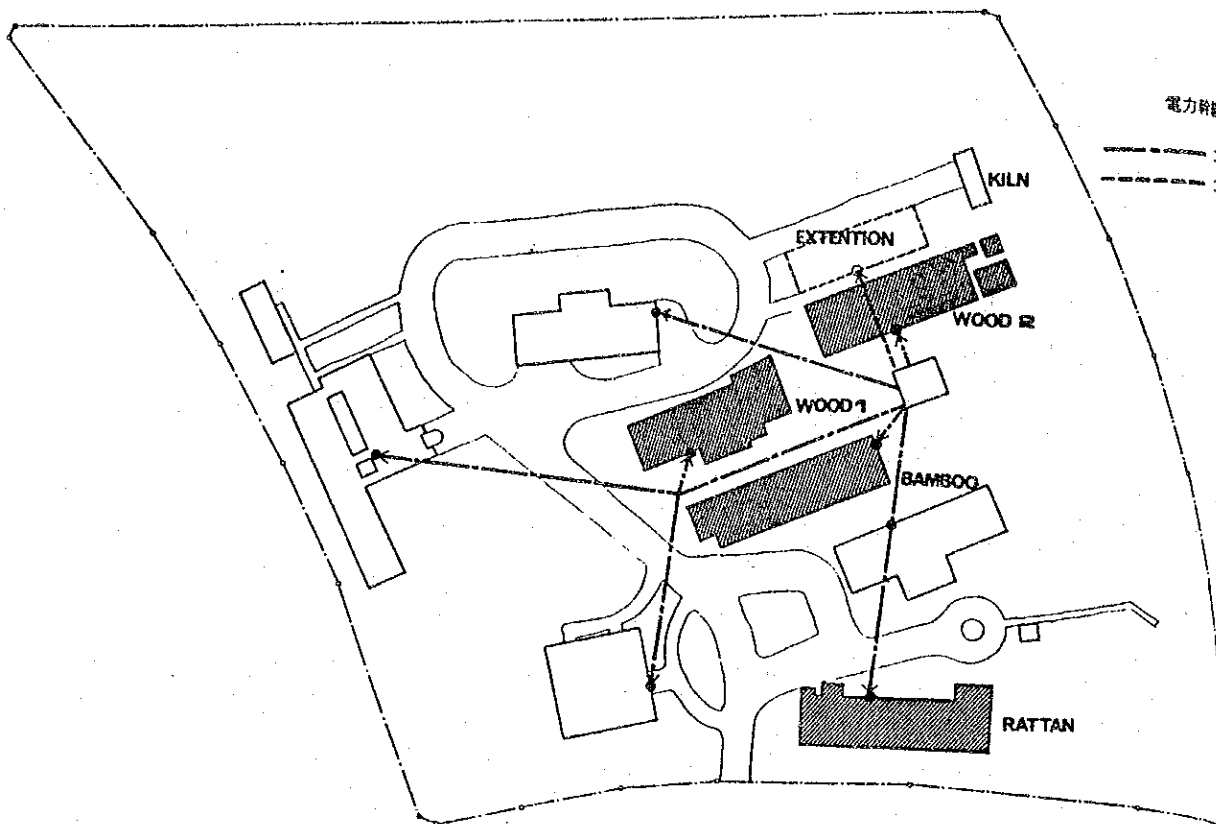 電力幹線
KILN
EXTENTION
WOOD 2
WOOD 1
BAMBOO
RATTAN